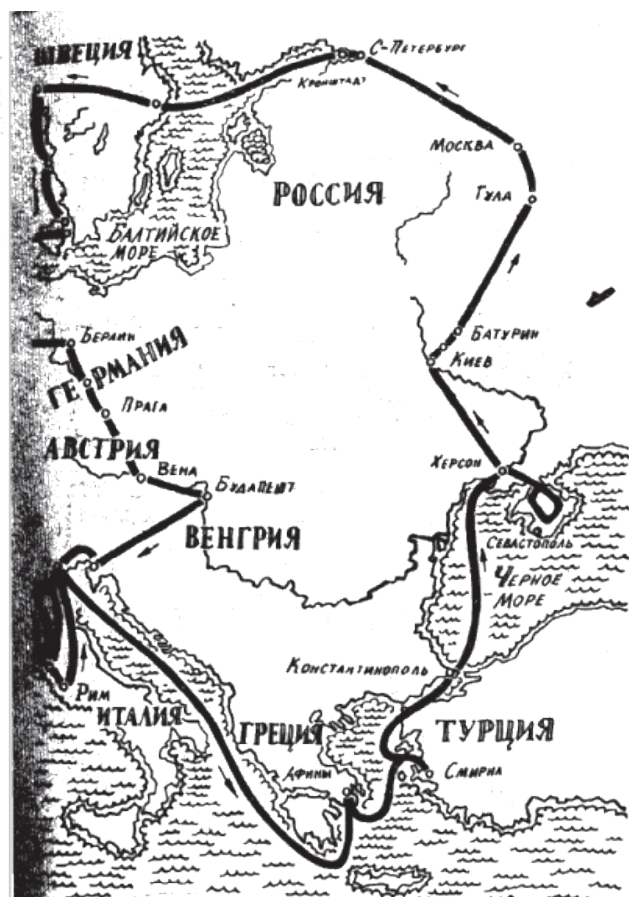 ШВЕЦИЯ
С-ПЕТЕРБУРГ
КРОНШТАДТ
МОСКВА
РОССИЯ
ТУЛА
БАЛТИЙСКОЕ
МОРЕ
БЕРЛИН
БАТУРИН
КИЕВ
ГЕРМАНИЯ
ПРАГА
АВСТРИЯ
ВЕНА
ХЕРСОН
БУДАПЕШТ
ВЕНГРИЯ
СЕВАСТОПОЛЬ
ЧЕРНОЕ
МОРЕ
КОНСТАНТИНОПОЛЬ
РИМ
ИТАЛИЯ
ГРЕЦИЯ
ТУРЦИЯ
АФИНЫ
СМИРНА